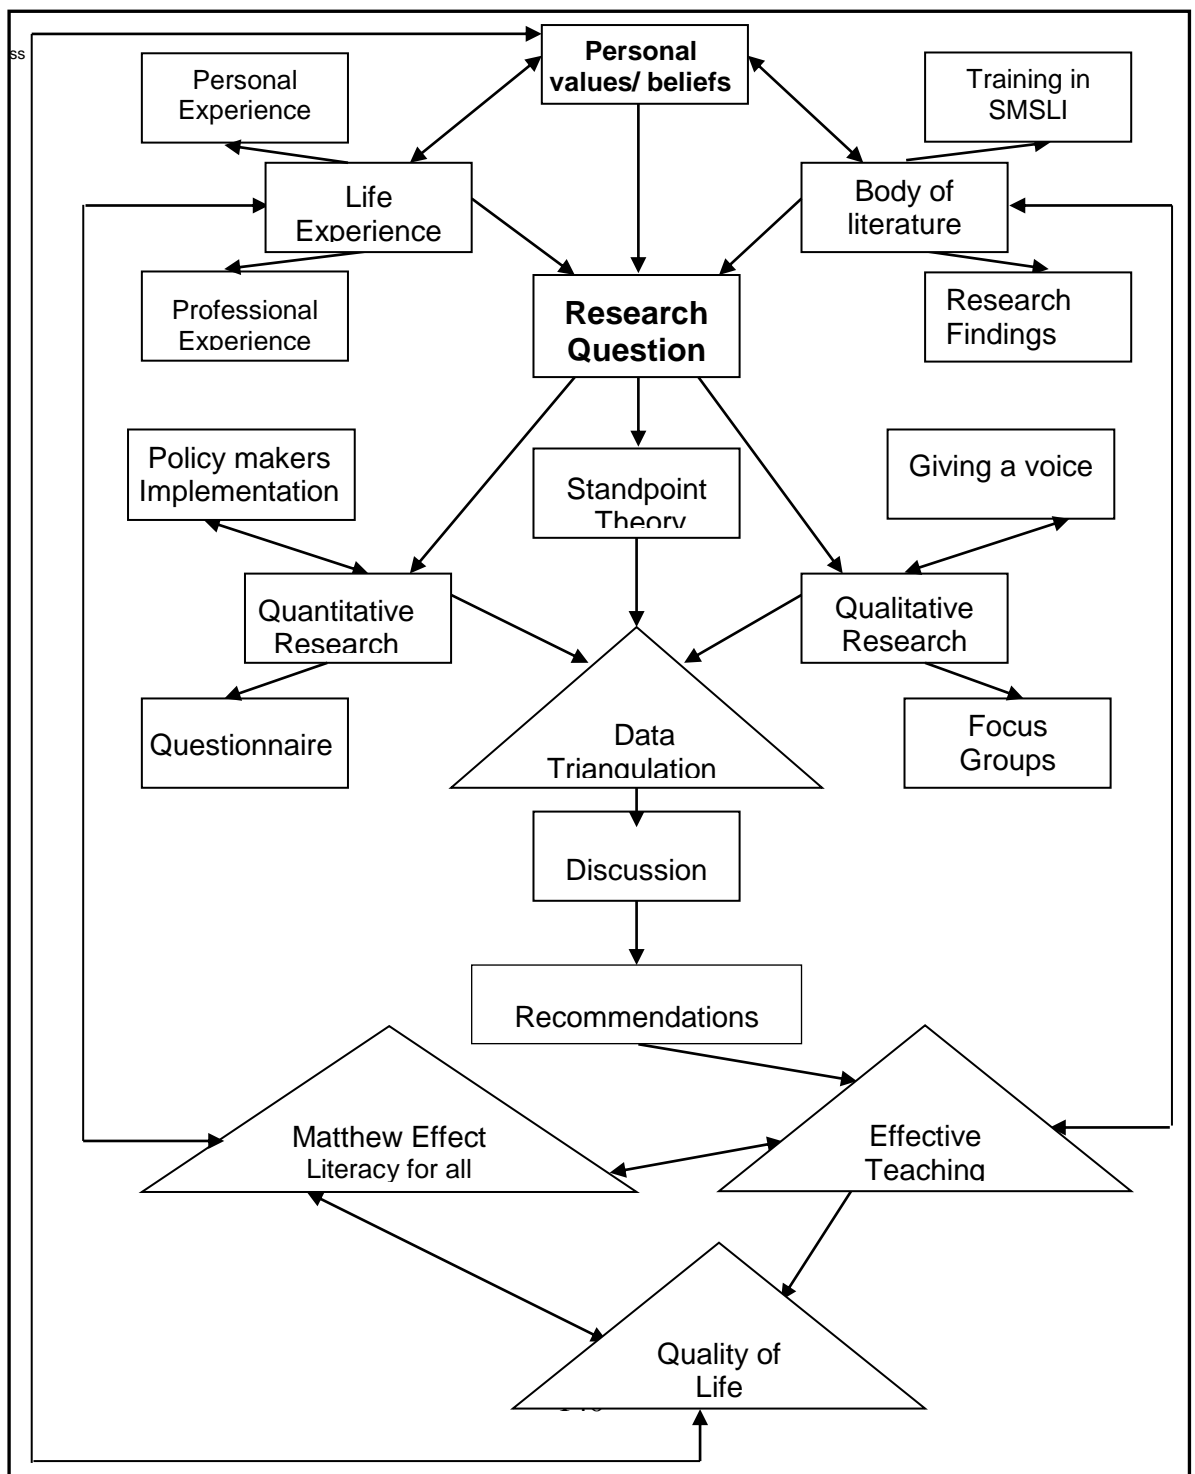 ss
Personal
values/ beliefs
Personal
Experience
Training in
SMSLI
Life
Experience
Body of
literature
Professional
Experience
Research
Question
Research
Findings
Policy makers
Implementation
Standpoint
Theory
Giving a voice
Quantitative
Research
Qualitative
Research
Questionnaire
Data
Triangulation
Focus
Groups
Discussion
Recommendations
Matthew Effect
Literacy for all
Effective
Teaching
Quality of
Life